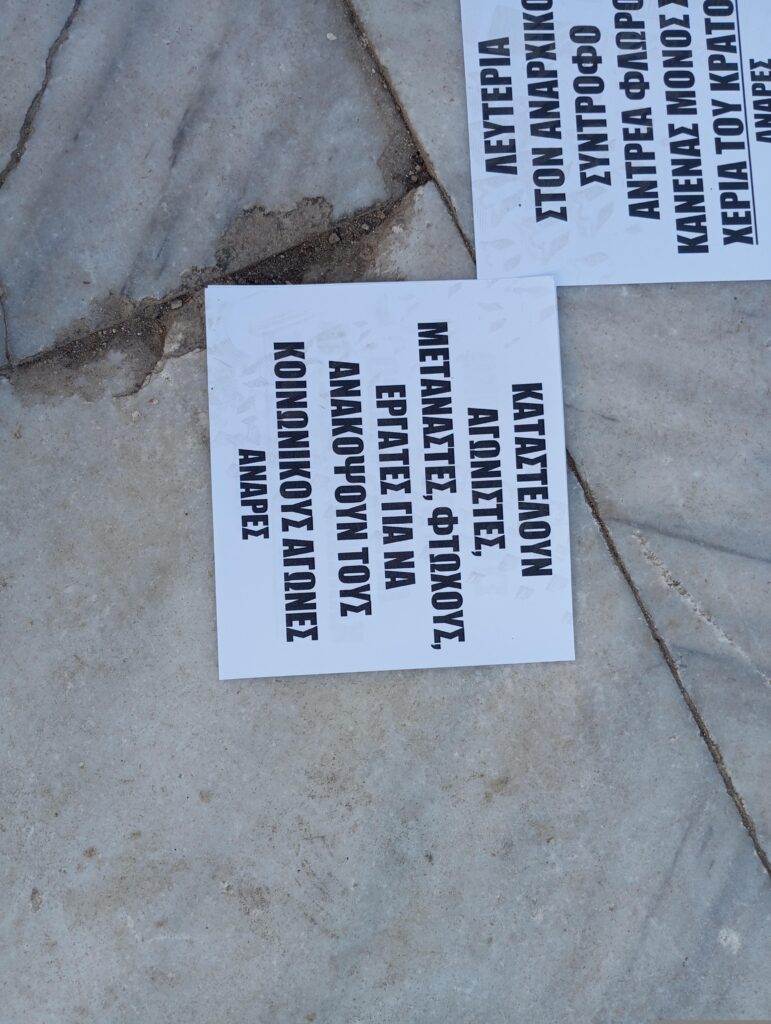 ΚΑΤΑΣΤΕΛΟΥΝ
ΑΓΩΝΙΣΤΕΣ,
ΜΕΤΑΝΑΣΤΕΣ, ΦΤΩΧΟΥΣ,
ΕΡΓΑΤΕΣ ΓΙΑ ΝΑ
ΑΝΑΚΟΨΟΥΝ ΤΟΥΣ
ΚΟΙΝΩΝΙΚΟΥΣ ΑΓΩΝΕΣ
ΑΝΑΡΕΣ
ΛΕΥΤΕΡΙΑ
ΣΤΟΝ ΑΝΑΡΧΙΚΟ
ΣΥΝΤΡΟΦΟ
ΑΝΤΡΕΑ ΦΛΩΡΟ
ΚΑΝΕΝΑΣ ΜΟΝΟΣ Σ
ΧΕΡΙΑ ΤΟΥ ΚΡΑΤΟ
ΑΝΑΡΕΣ